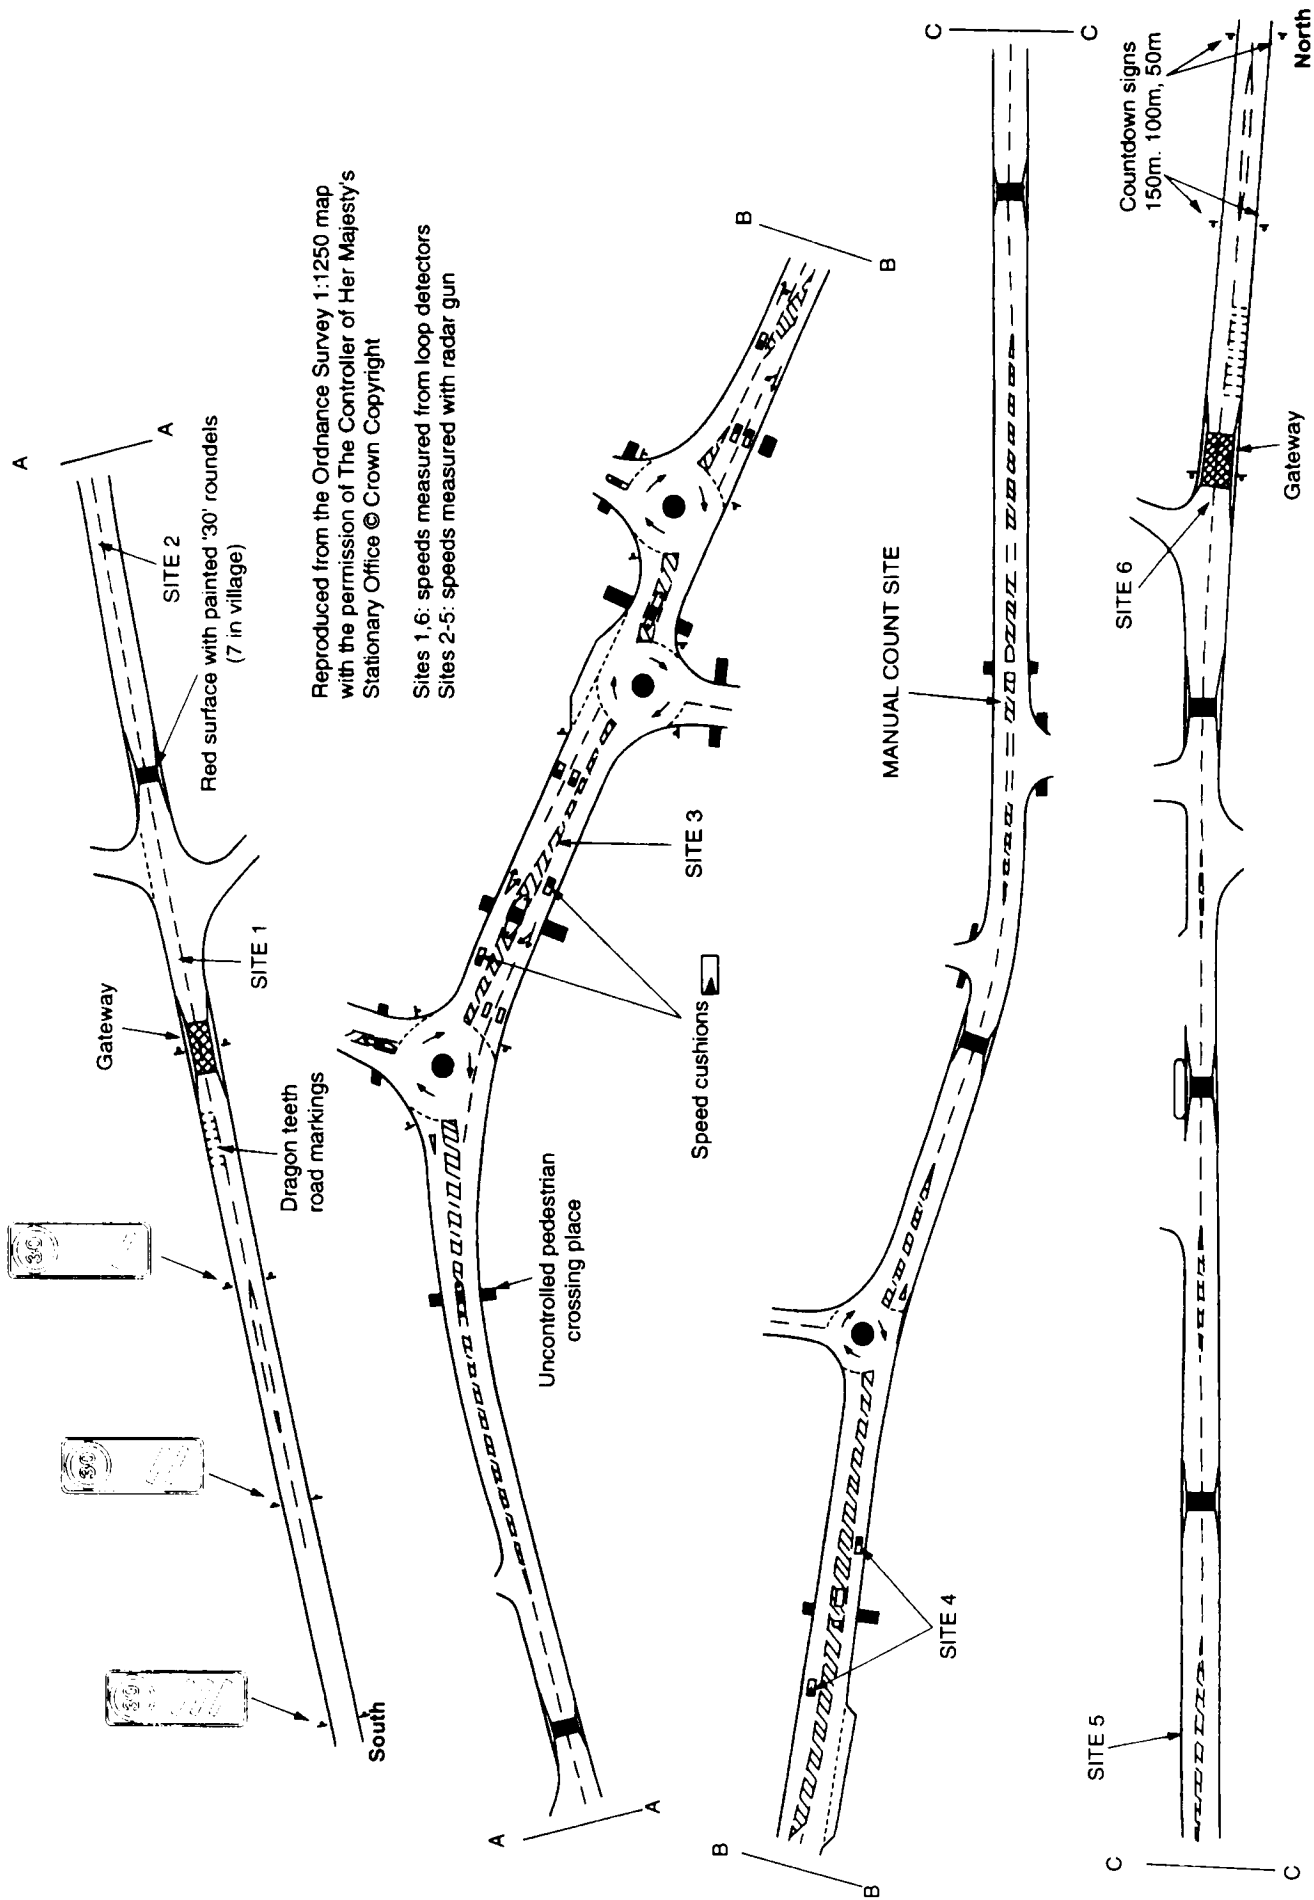 A
A
SITE 2
Red surface with painted '30' roundels
(7 in village)
SITE 1
Gateway
Dragon teeth
road markings
30
30
30
South
Reproduced from the Ordnance Survey 1:1250 map
with the permission of The Controller of Her Majesty's
Stationary Office © Crown Copyright
Sites 1,6: speeds measured from loop detectors
Sites 2-5: speeds measured with radar gun
B
B
SITE 3
Speed cushions
Uncontrolled pedestrian
crossing place
A
A
C
C
MANUAL COUNT SITE
SITE 4
B
B
Countdown signs
150m. 100m, 50m
North
Gateway
SITE 6
SITE 5
C
C